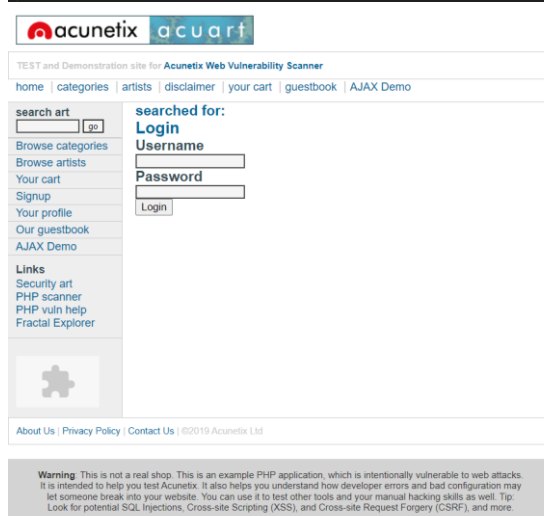 acunetix acuart
TEST and Demonstration site for Acunetix Web Vulnerability Scanner
home | categories | artists | disclaimer | your cart | guestbook | AJAX Demo
search art
go
Browse categories
Browse artists
Your cart
Signup
Your profile
Our guestbook
AJAX Demo
Links
Security art
PHP scanner
PHP vuln help
Fractal Explorer
searched for:
Login
Username
Password
Login
About Us | Privacy Policy | Contact Us | ©2019 Acunetix Ltd
Warning: This is not a real shop. This is an example PHP application, which is intentionally vulnerable to web attacks.
It is intended to help you test Acunetix. It also helps you understand how developer errors and bad configuration may
let someone break into your website. You can use it to test other tools and your manual hacking skills as well. Tip:
Look for potential SQL Injections, Cross-site Scripting (XSS), and Cross-site Request Forgery (CSRF), and more.